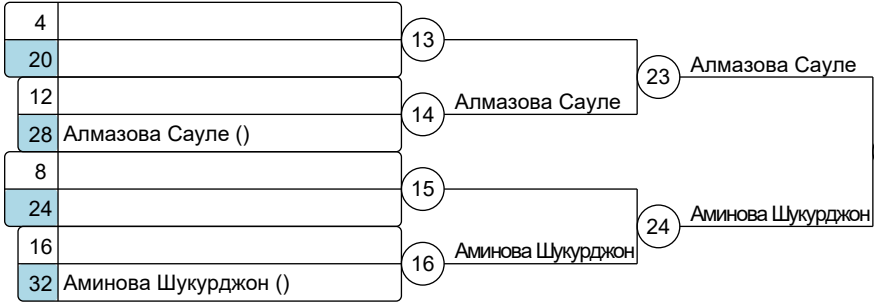 4
13
20
23 Алмазова Сауле
12
14 Алмазова Сауле
28 Алмазова Сауле ()
8
15
24
24 Аминова Шукурджон
16
16 Аминова Шукурджон
32 Аминова Шукурджон ()